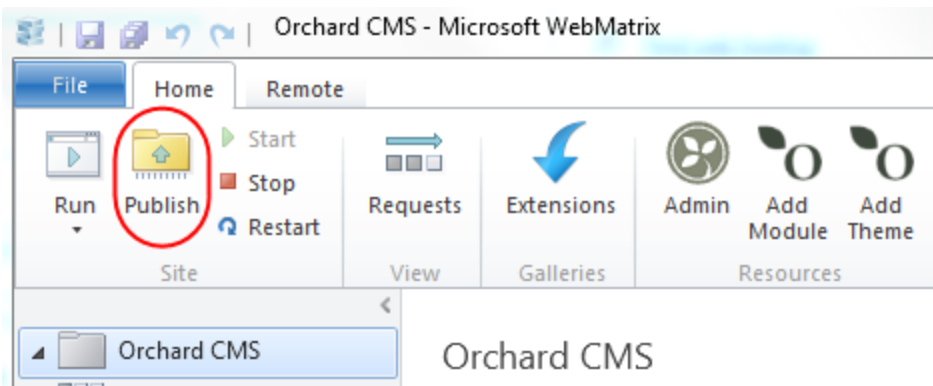 Orchard CMS - Microsoft WebMatrix
File Home Remote
Start
Stop
Restart
Run Publish Requests Extensions Admin Add Module Add Theme
Site View Galleries Resources
Orchard CMS
Orchard CMS